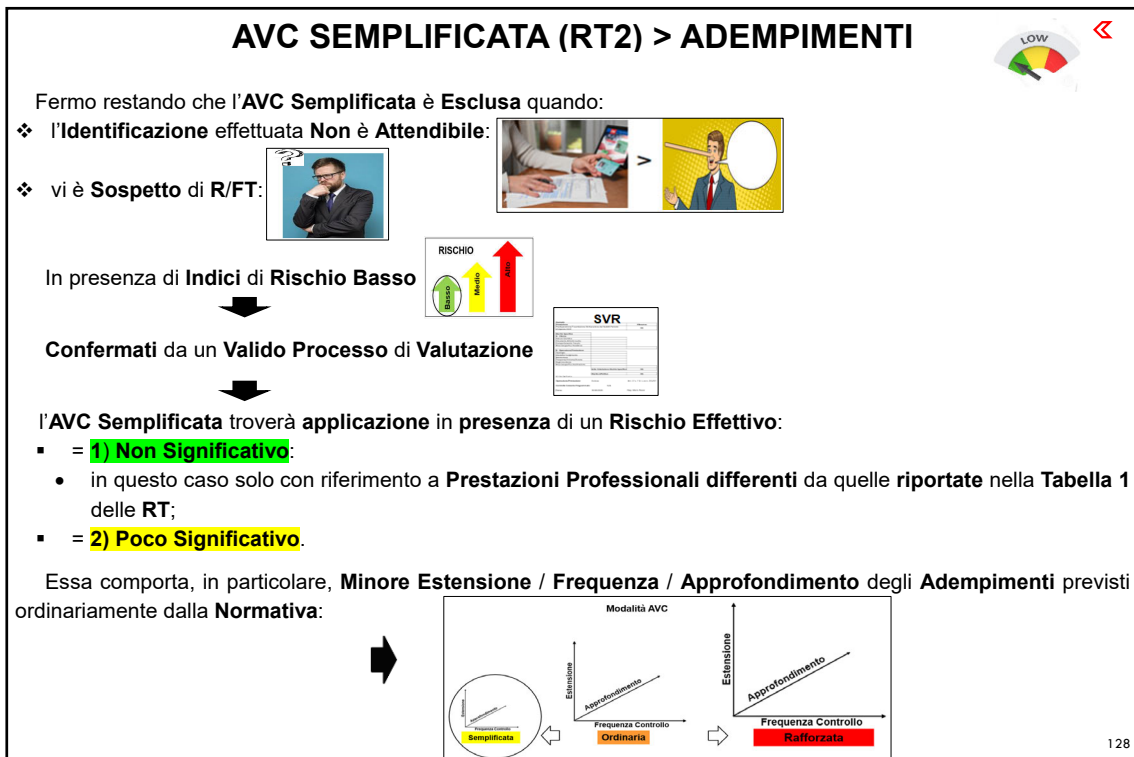 AVC SEMPLIFICATA (RT2) > ADEMPIMENTI
LOW
Fermo restando che l'AVC Semplificata è Esclusa quando:
❖ l'Identificazione effettuata Non è Attendibile:
>
❖ vi è Sospetto di R/FT:
?
RISCHIO
Basso
Medio
Alto
In presenza di Indici di Rischio Basso
SVR
Confermati da un Valido Processo di Valutazione
l'AVC Semplificata troverà applicazione in presenza di un Rischio Effettivo:
▪ = 1) Non Significativo:
• in questo caso solo con riferimento a Prestazioni Professionali differenti da quelle riportate nella Tabella 1
delle RT;
▪ = 2) Poco Significativo.
Essa comporta, in particolare, Minore Estensione / Frequenza / Approfondimento degli Adempimenti previsti
ordinariamente dalla Normativa:
Modalità AVC
Estensione
Approfondimento
Frequenza Controllo
Semplificata
Estensione
Approfondimento
Frequenza Controllo
Ordinaria
Estensione
Approfondimento
Frequenza Controllo
Rafforzata
128